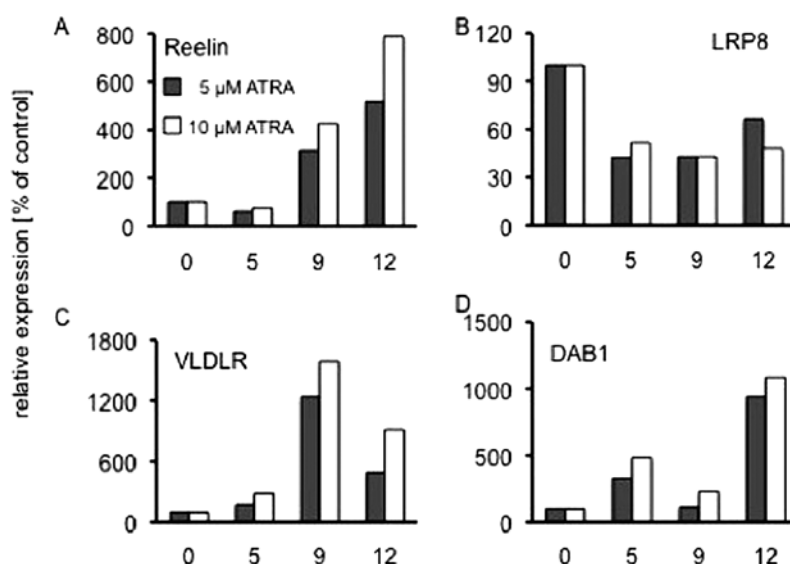 relative expression [% of control]
A
Reelin
5 µM ATRA
10 µM ATRA
800
600
400
200
0
0 5 9 12
B
LRP8
120
90
60
30
0
0 5 9 12
C
VLDLR
1800
1200
600
0
0 5 9 12
D
DAB1
1500
1000
500
0
0 5 9 12